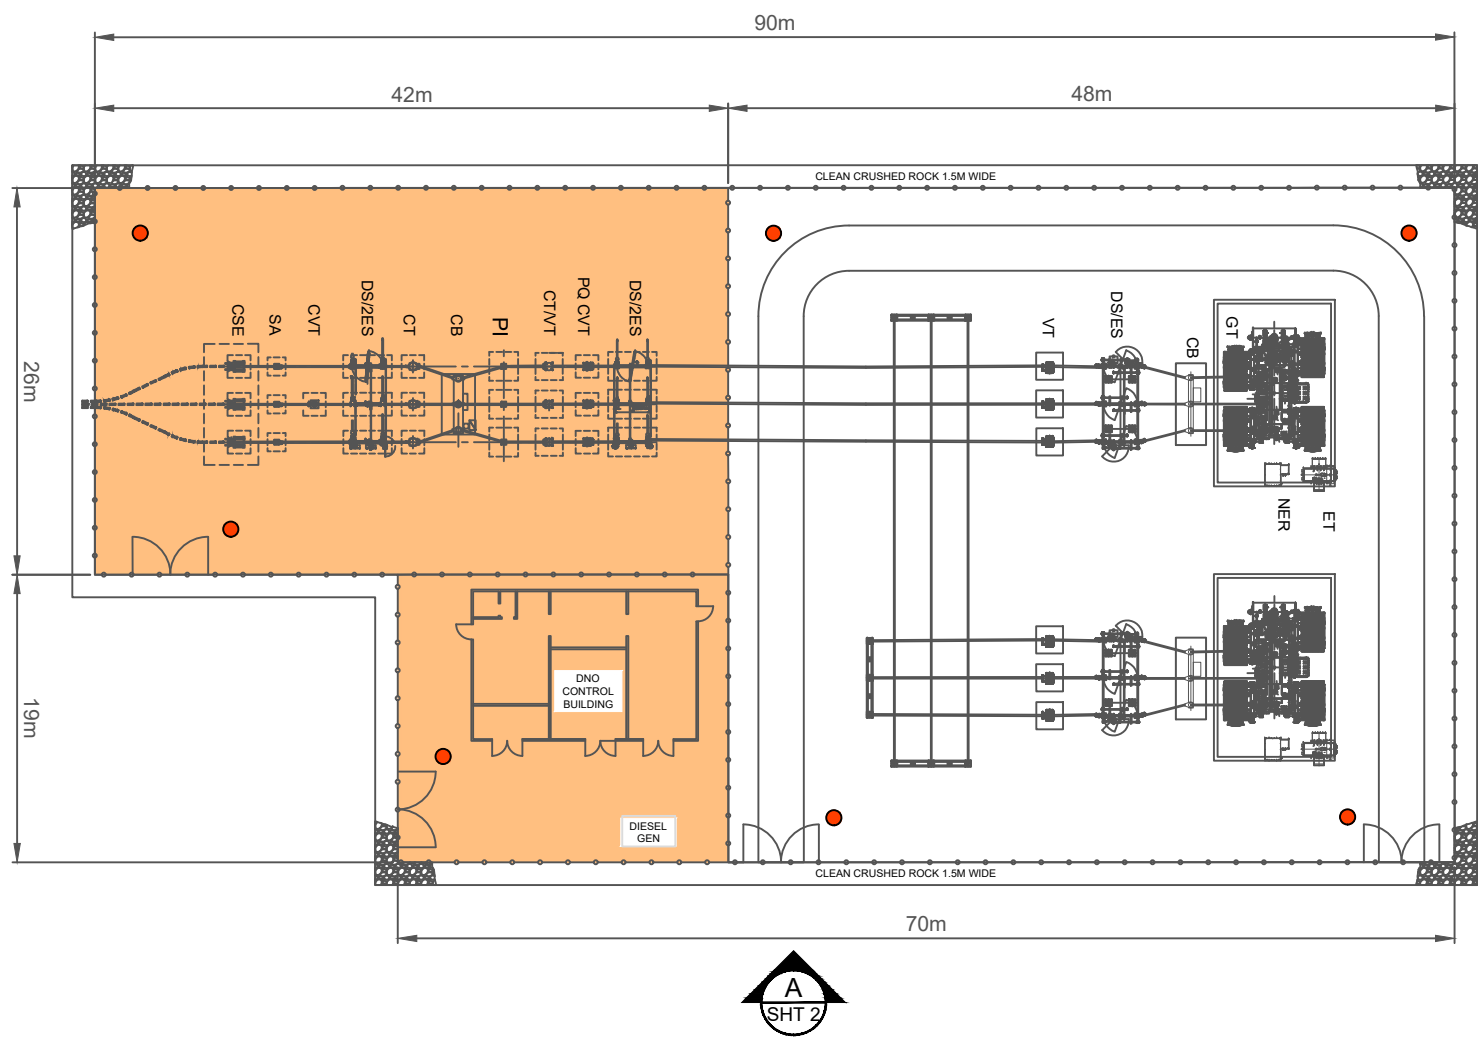 90m
42m
48m
CLEAN CRUSHED ROCK 1.5M WIDE
26m
19m
CSE
SA
CVT
DS/2ES
CT
CB
PI
CT/VT
PQ CVT
DS/2ES
VT
DS/ES
CB
GT
NER
ET
DNO
CONTROL
BUILDING
DIESEL
GEN
CLEAN CRUSHED ROCK 1.5M WIDE
70m
A
SHT 2